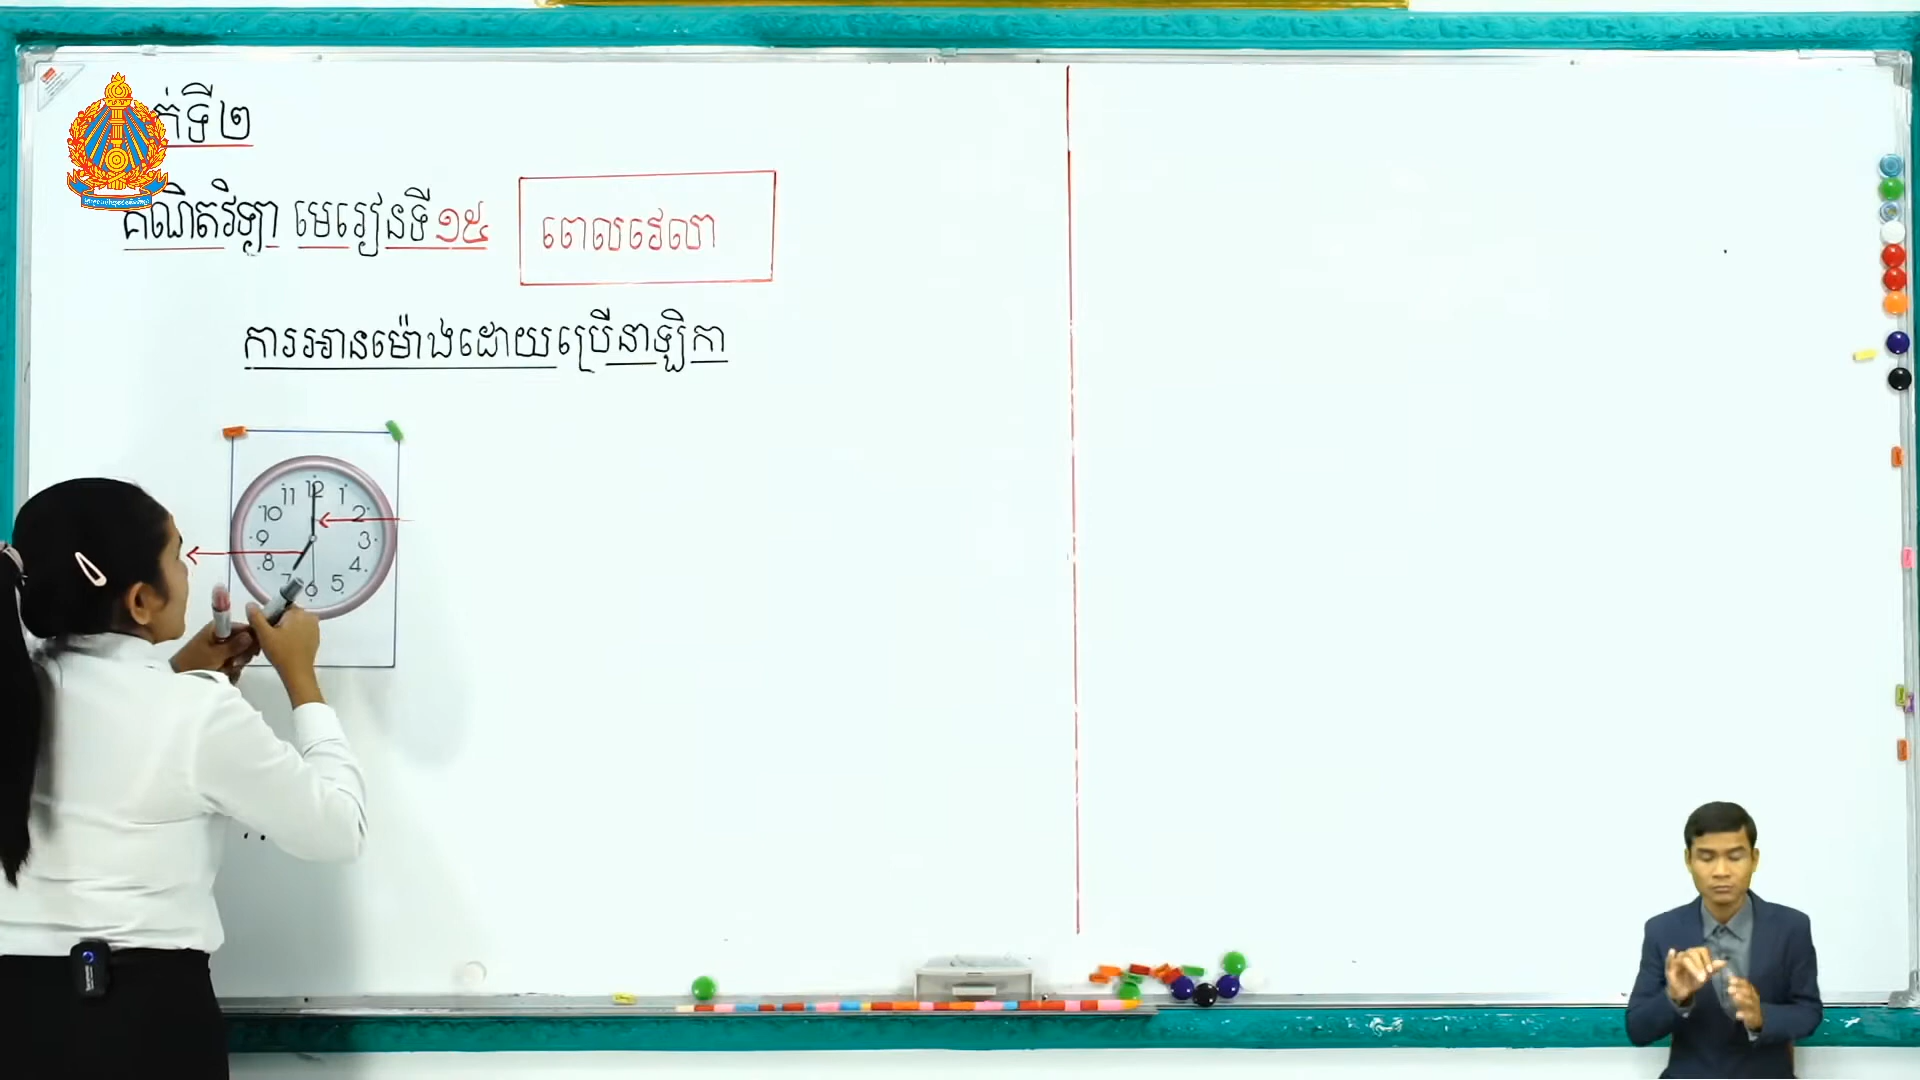 ទី២
គណិតវិទ្យា មេរៀនទី១៥
ពេលវេលា
ការអានម៉ោងដោយប្រើនាឡិកា
11 12 1
10 2
9 3
8 4
7 6 5